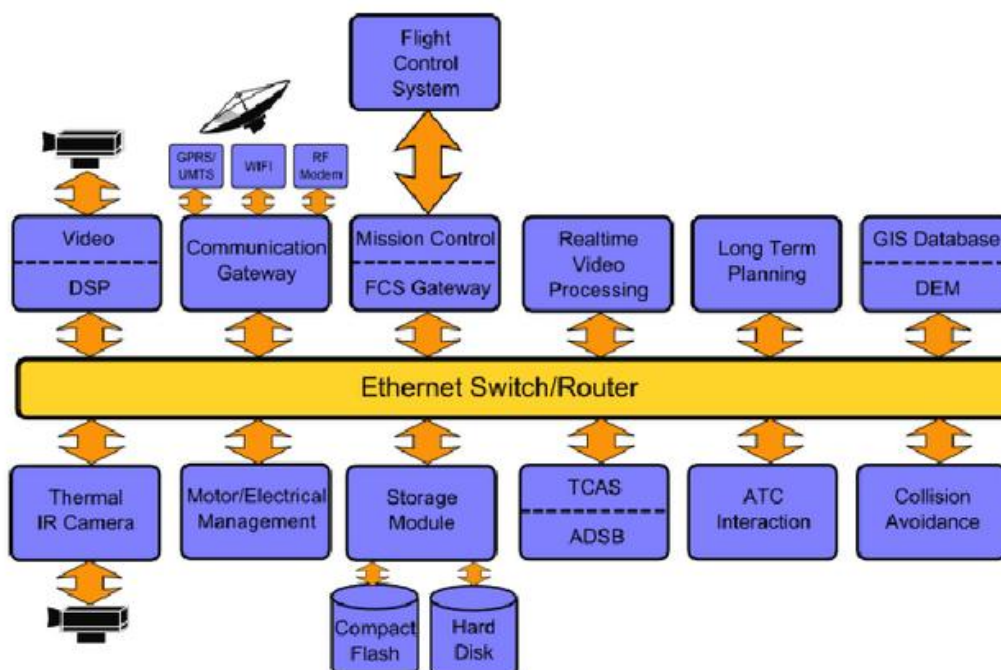 Flight
Control
System
GPRS/
UMTS
WIFI
RF
Modem
Video
DSP
Communication
Gateway
Mission Control
FCS Gateway
Realtime
Video
Processing
Long Term
Planning
GIS Database
DEM
Ethernet Switch/Router
Thermal
IR Camera
Motor/Electrical
Management
Storage
Module
TCAS
ADSB
ATC
Interaction
Collision
Avoidance
Compact
Flash
Hard
Disk